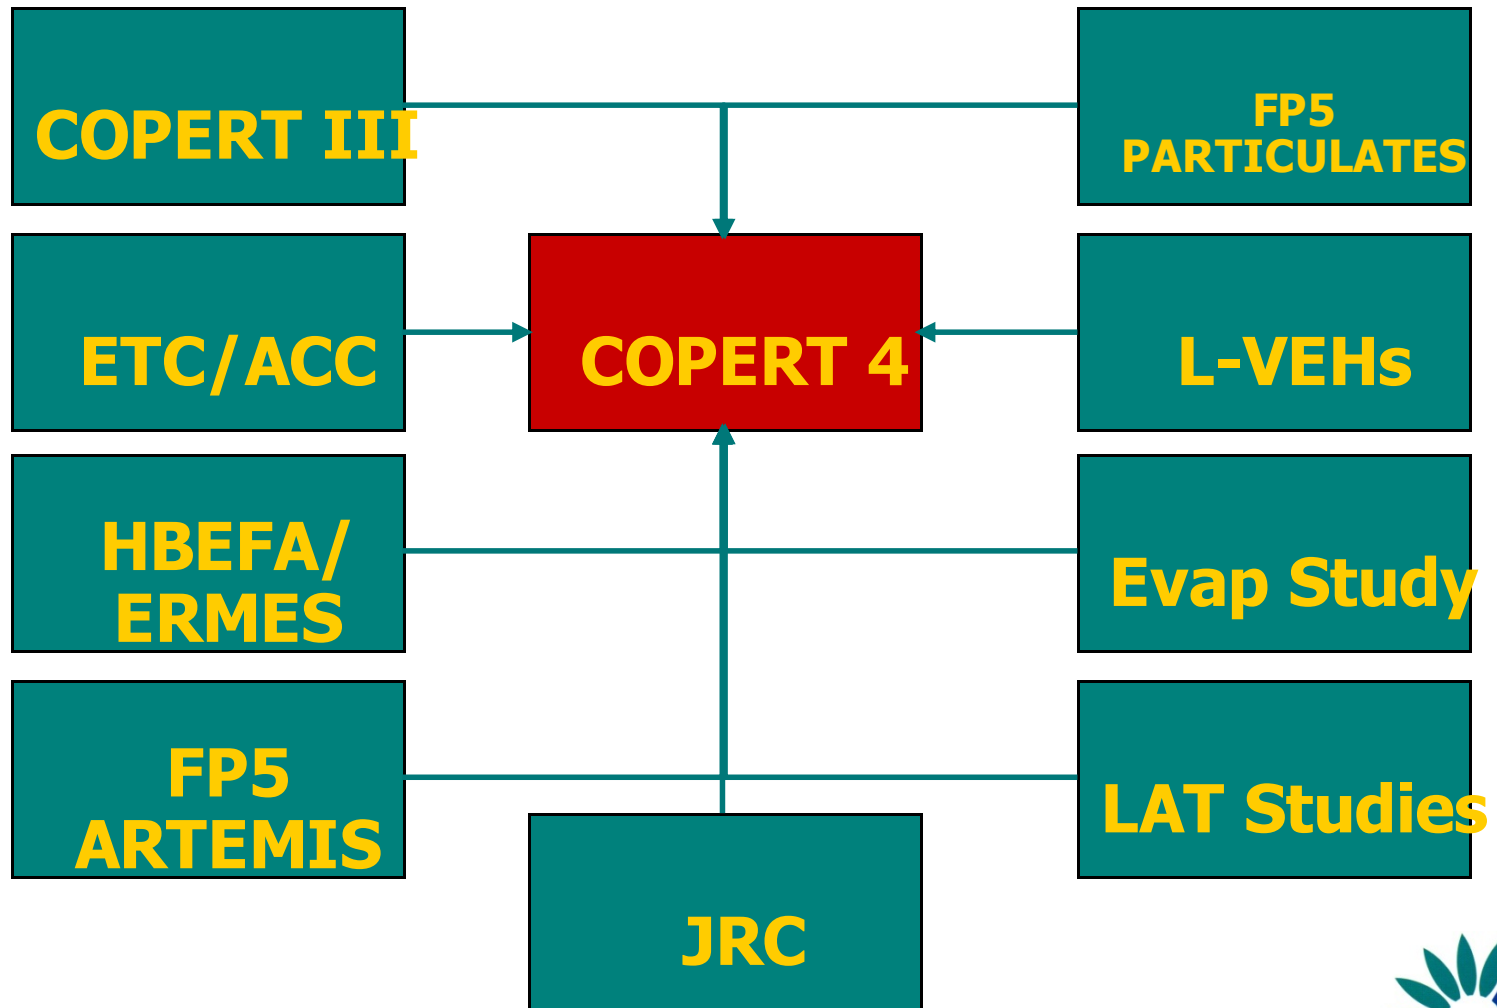 COPERT III
FP5
PARTICULATES
ETC/ACC
COPERT 4
L-VEHs
HBEFA/
ERMES
Evap Study
FP5
ARTEMIS
LAT Studies
JRC